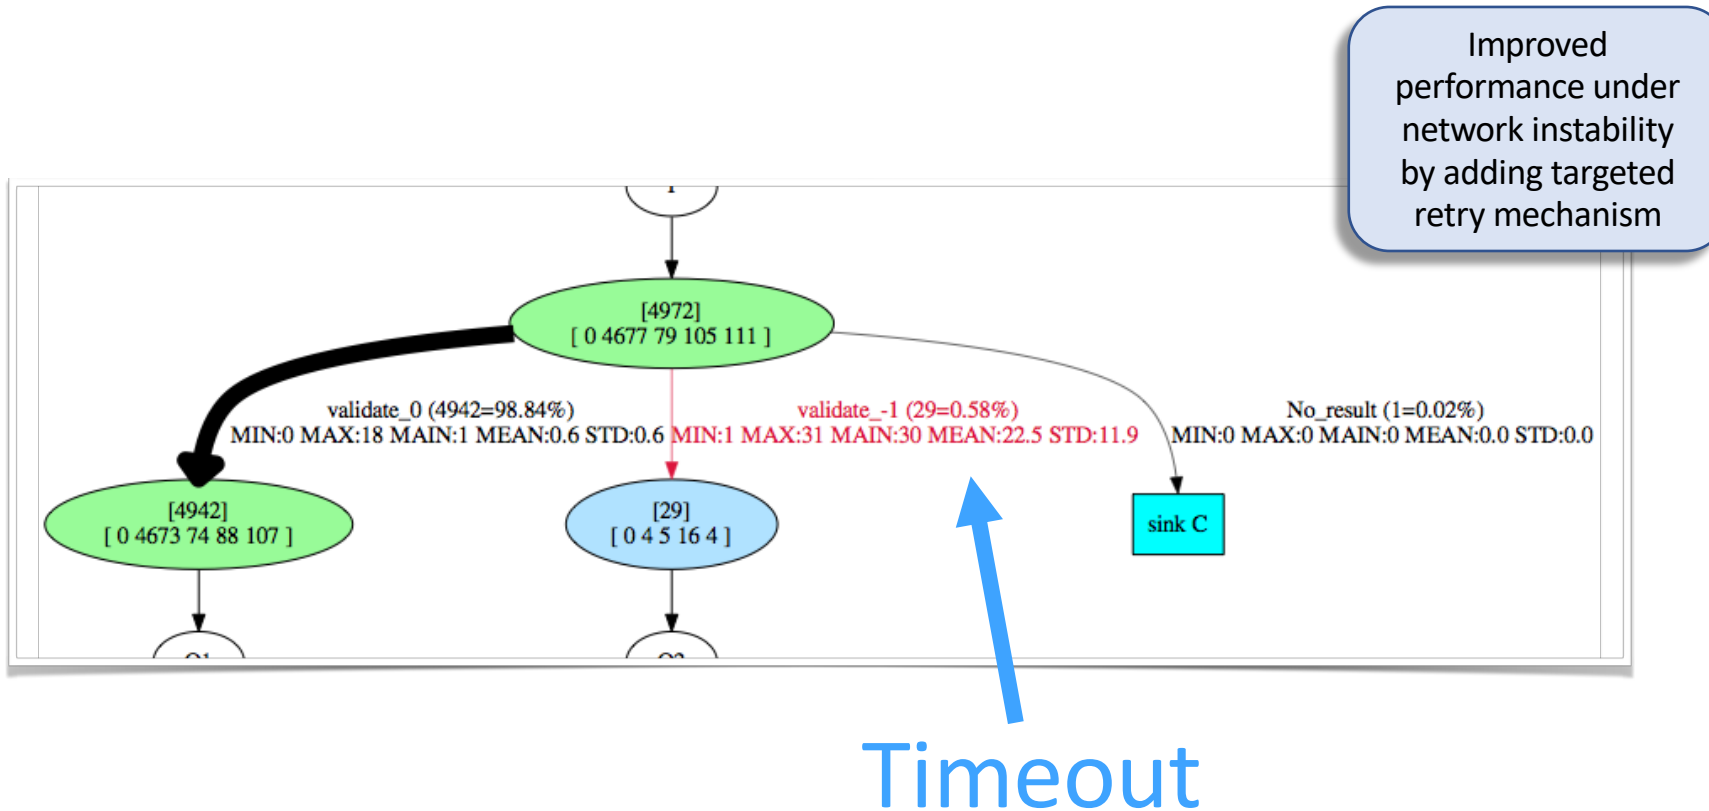 Improved
performance under
network instability
by adding targeted
retry mechanism
[4972]
[ 0 4677 79 105 111 ]
validate_0 (4942=98.84%)
MIN:0 MAX:18 MAIN:1 MEAN:0.6 STD:0.6
validate_-1 (29=0.58%)
MIN:1 MAX:31 MAIN:30 MEAN:22.5 STD:11.9
No_result (1=0.02%)
MIN:0 MAX:0 MAIN:0 MEAN:0.0 STD:0.0
[4942]
[ 0 4673 74 88 107 ]
[29]
[ 0 4 5 16 4 ]
sink C
Timeout